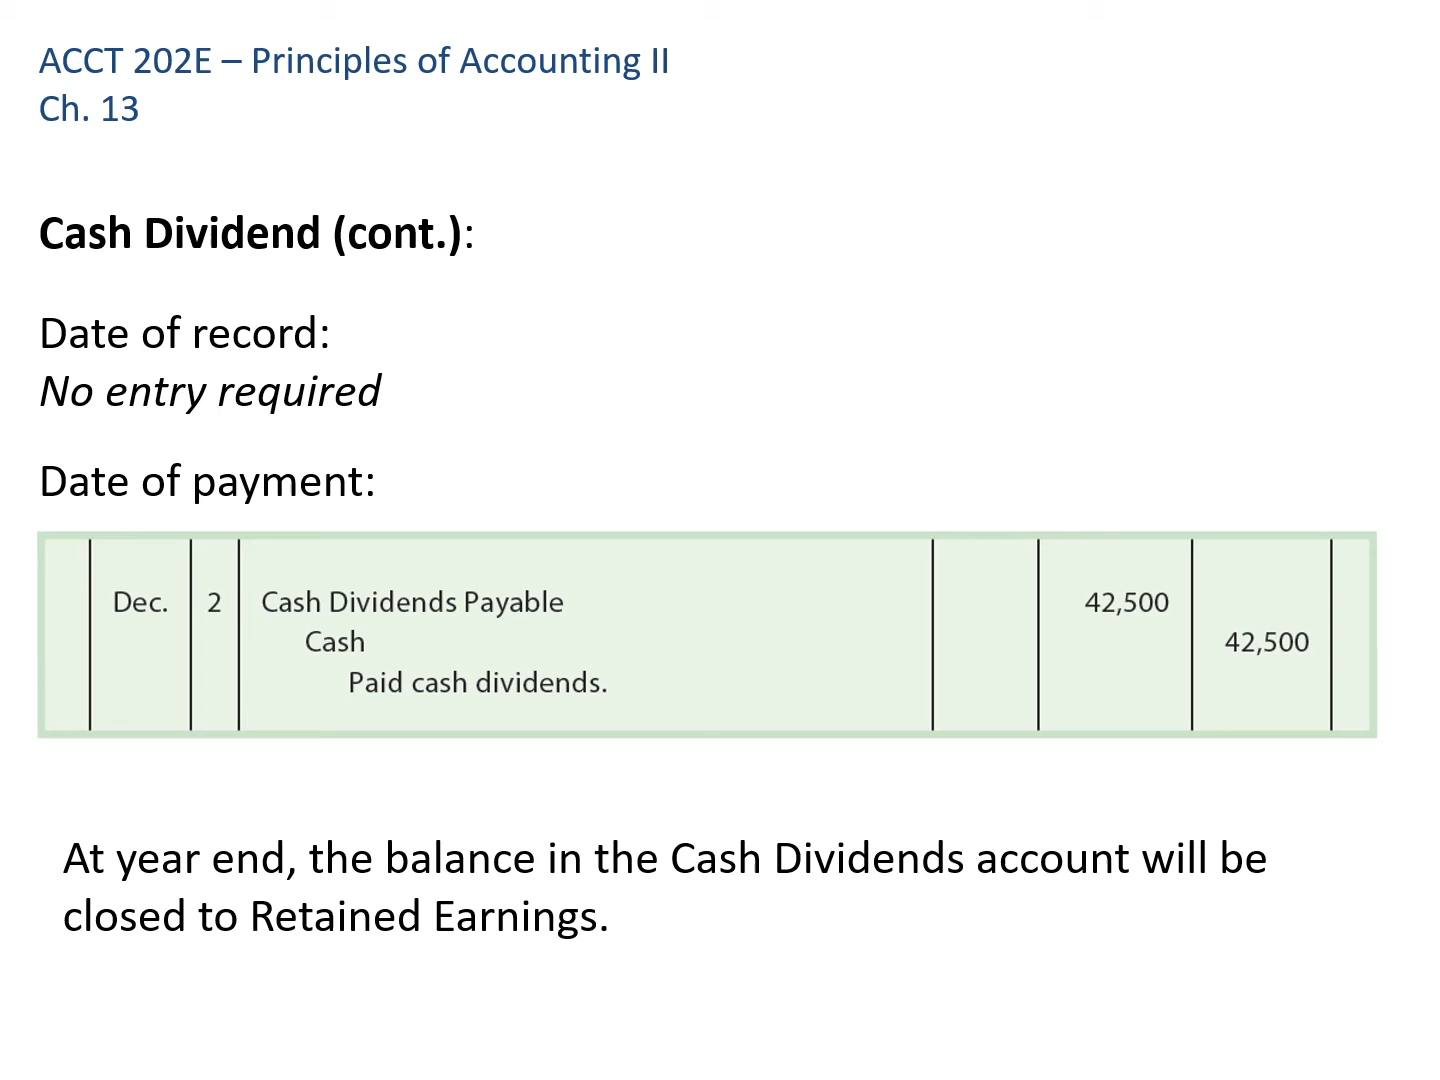 ACCT 202E – Principles of Accounting II
Ch. 13
Cash Dividend (cont.):
Date of record:
No entry required
Date of payment:
Dec. 2 Cash Dividends Payable 42,500
Cash 42,500
Paid cash dividends.
At year end, the balance in the Cash Dividends account will be
closed to Retained Earnings.